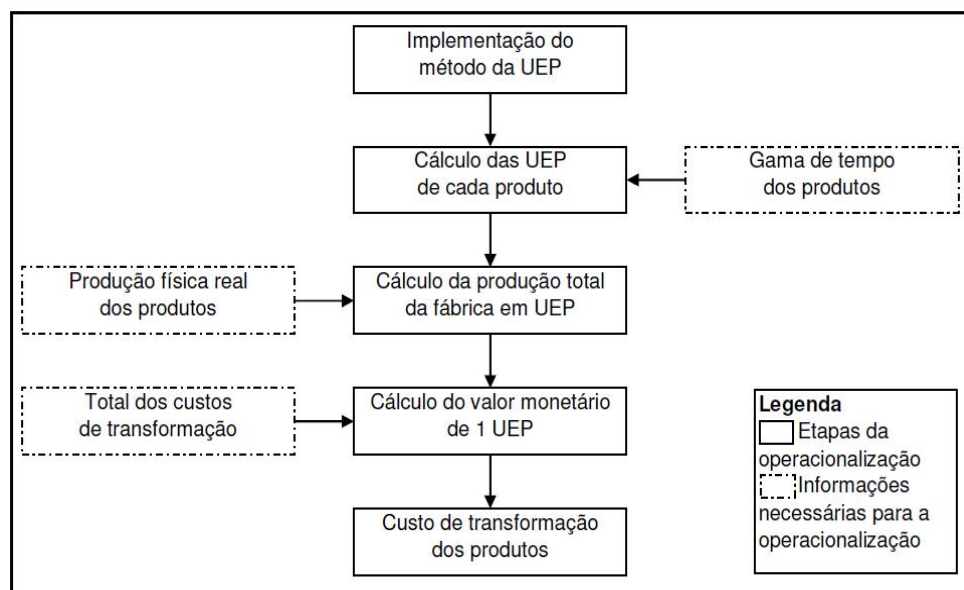 Implementação do
método da UEP
Cálculo das UEP
de cada produto
Gama de tempo
dos produtos
Produção física real
dos produtos
Cálculo da produção total
da fábrica em UEP
Total dos custos
de transformação
Cálculo do valor monetário
de 1 UEP
Custo de transformação
dos produtos
Legenda
Etapas da
operacionalização
Informações
necessárias para a
operacionalização